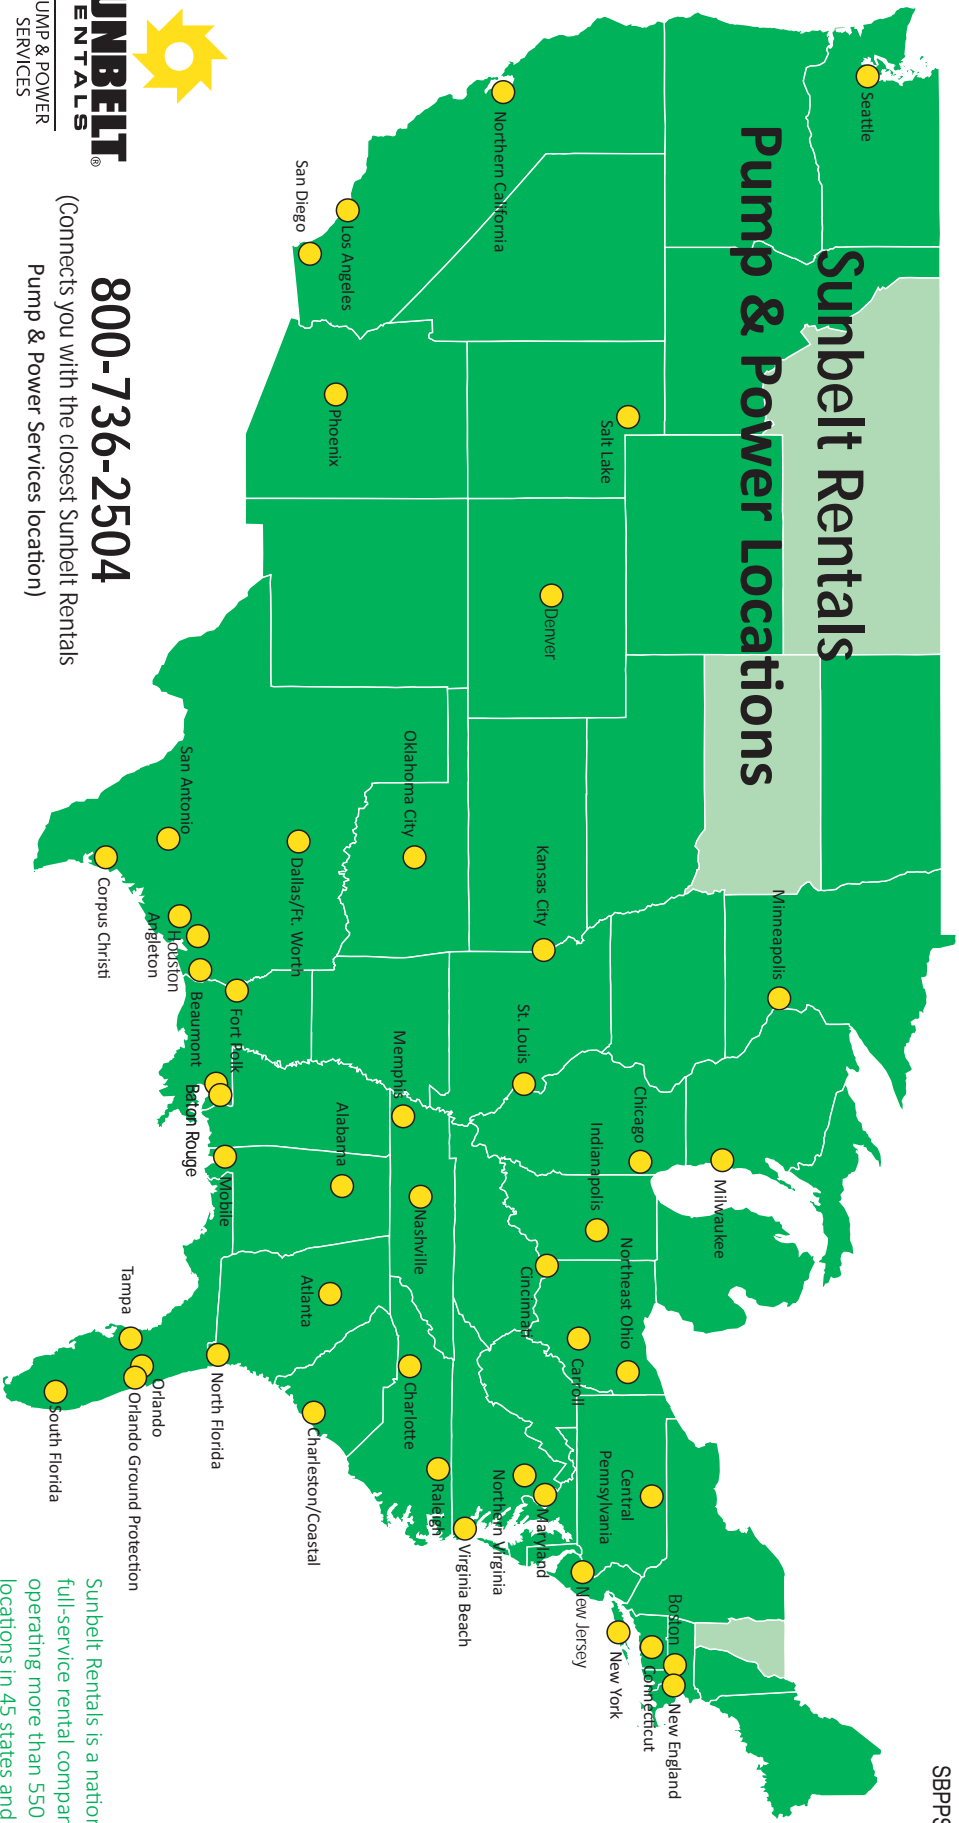 SBPPS
Sunbelt Rentals
Pump & Power Locations
Seattle
Northern California
Los Angeles
San Diego
Phoenix
Salt Lake
Denver
Oklahoma City
Kansas City
Minneapolis
San Antonio
Dallas/Ft. Worth
Corpus Christi
Angleton
Houston
Beaumont
Fort Polk
Baton Rouge
Mobile
St. Louis
Memphis
Alabama
Nashville
Chicago
Milwaukee
Indianapolis
Cincinnati
Northeast Ohio
Carroll
Atlanta
Charlotte
Raleigh
Charleston/Coastal
Tampa
Orlando
Orlando Ground Protection
North Florida
South Florida
Central
Pennsylvania
Northern Virginia
Maryland
Virginia Beach
New Jersey
New York
Connecticut
Boston
New England
UNBELT®
ENTALS
UMP & POWER
SERVICES
800-736-2504
(Connects you with the closest Sunbelt Rentals
Pump & Power Services location)
Sunbelt Rentals is a nation
full-service rental compan
operating more than 550
locations in 45 states and